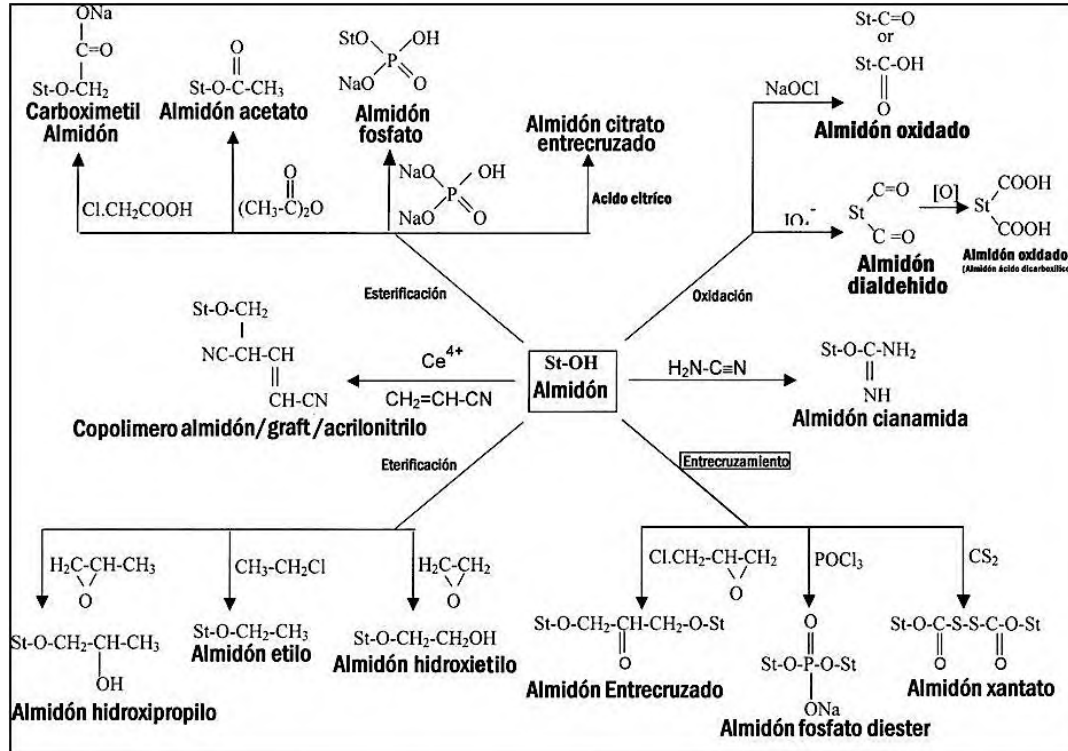 ONa
C=O
St-O-CH₂
Carboximetil
Almidón
O
St-O-C-CH₃
Almidón acetato
StO OH
P
NaO O
Almidón
fosfato
Almidón citrato
entrecruzado
St-C=O
or
St-C-OH
O
Almidón oxidado
NaOCl
Cl.CH₂COOH
O
(CH₃-C)₂O
NaO OH
P
NaO O
Acido cítrico
C=O
St
C=O
Almidón
dialdehido
[O]
COOH
St
COOH
Almidón oxidado
(Almidón ácido dicarboxílico)
Esterificación
Oxidación
St-O-CH₂
NC-CH-CH
CH-CN
Copolimero almidón/graft/acrilonitrilo
Ce⁴⁺
CH₂=CH-CN
St-OH
Almidón
H₂N-C≡N
St-O-C-NH₂
NH
Almidón cianamida
Eterificación
Entrecruzamiento
H₂C-CH-CH₃
O
St-O-CH₂-CH-CH₃
OH
Almidón hidroxipropilo
CH₃-CH₂Cl
St-O-CH₂-CH₃
Almidón etilo
H₂C-CH₂
O
St-O-CH₂-CH₂OH
Almidón hidroxietilo
Cl.CH₂-CH-CH₂
O
St-O-CH₂-CH-CH₂-O-St
O
Almidón Entrecruzado
POCl₃
O
St-O-P-O-St
ONa
Almidón fosfato diester
CS₂
St-O-C-S-S-C-O-St
O O
Almidón xantato